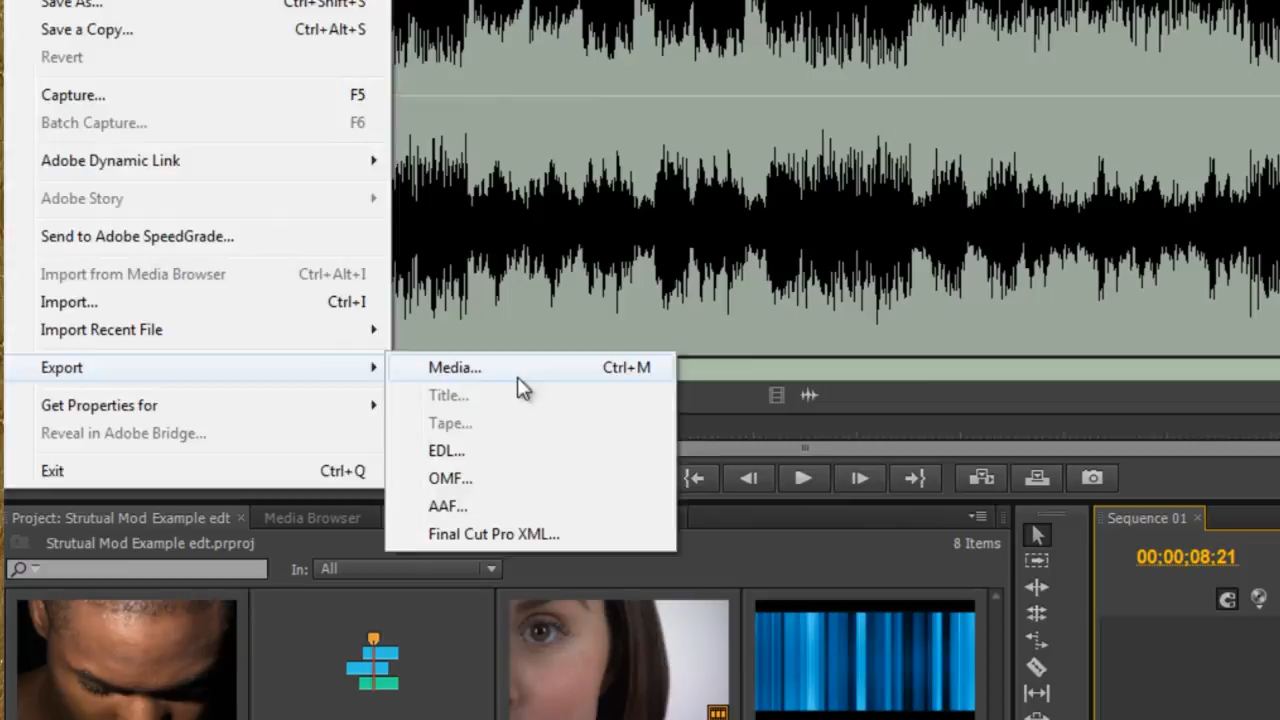 Save As... Ctrl+Shift+S
Save a Copy... Ctrl+Alt+S
Revert
Capture... F5
Batch Capture... F6
Adobe Dynamic Link
Adobe Story
Send to Adobe SpeedGrade...
Import from Media Browser Ctrl+Alt+I
Import... Ctrl+I
Import Recent File
Export
Media... Ctrl+M
Title...
Tape...
EDL...
OMF...
AAF...
Final Cut Pro XML...
Get Properties for
Reveal in Adobe Bridge...
Exit Ctrl+Q
Project: Strutual Mod Example edt
Media Browser
Sequence 01
Strutual Mod Example edt.prproj
8 Items
00;00;08;21
In: All